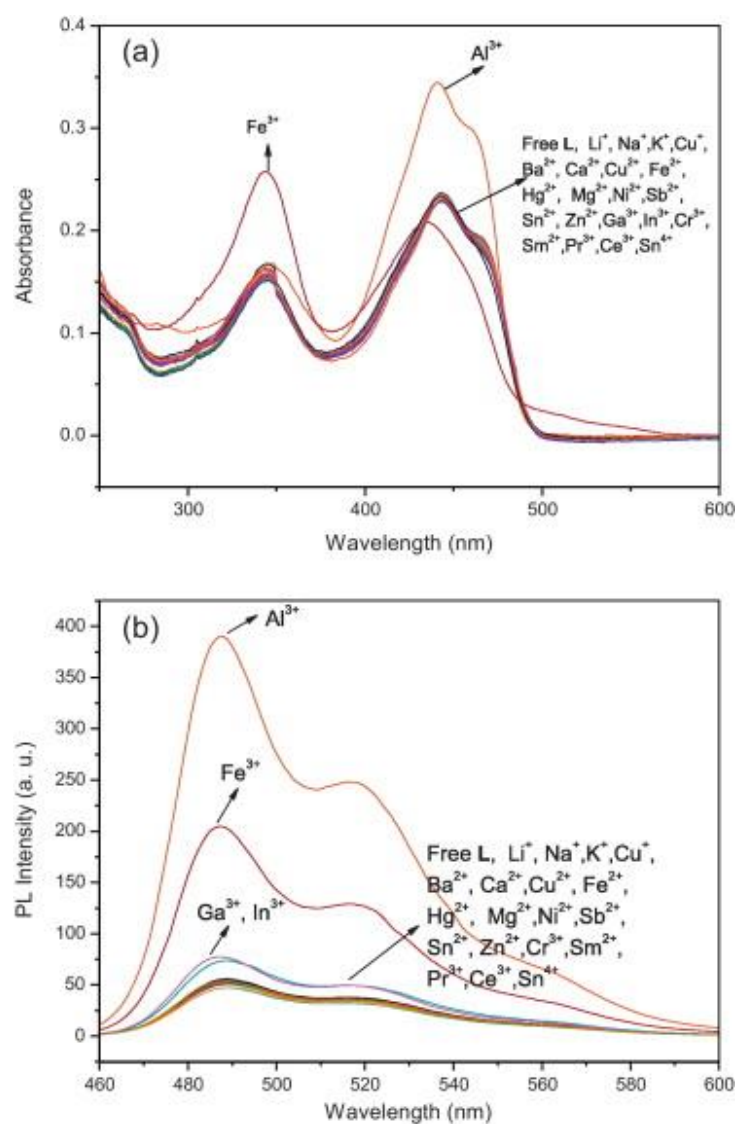 (a)
Al³⁺
Fe³⁺
Free L, Li⁺, Na⁺,K⁺,Cu⁺,
Ba²⁺, Ca²⁺,Cu²⁺, Fe²⁺,
Hg²⁺, Mg²⁺,Ni²⁺,Sb²⁺,
Sn²⁺, Zn²⁺,Ga³⁺,In³⁺,Cr³⁺,
Sm²⁺,Pr³⁺,Ce³⁺,Sn⁴⁺
0.4
0.3
0.2
0.1
0.0
Absorbance
300 400 500 600
Wavelength (nm)
(b)
Al³⁺
Fe³⁺
Ga³⁺, In³⁺
Free L, Li⁺, Na⁺,K⁺,Cu⁺,
Ba²⁺, Ca²⁺,Cu²⁺, Fe²⁺,
Hg²⁺, Mg²⁺,Ni²⁺,Sb²⁺,
Sn²⁺, Zn²⁺,Cr³⁺,Sm²⁺,
Pr³⁺,Ce³⁺,Sn⁴⁺
400
350
300
250
200
150
100
50
0
PL Intensity (a. u.)
460 480 500 520 540 560 580 600
Wavelength (nm)